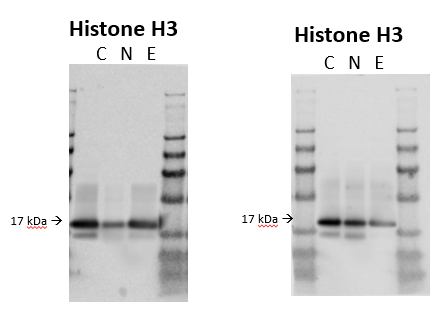 Histone H3
C N E
17 kDa →
Histone H3
C N E
17 kDa →